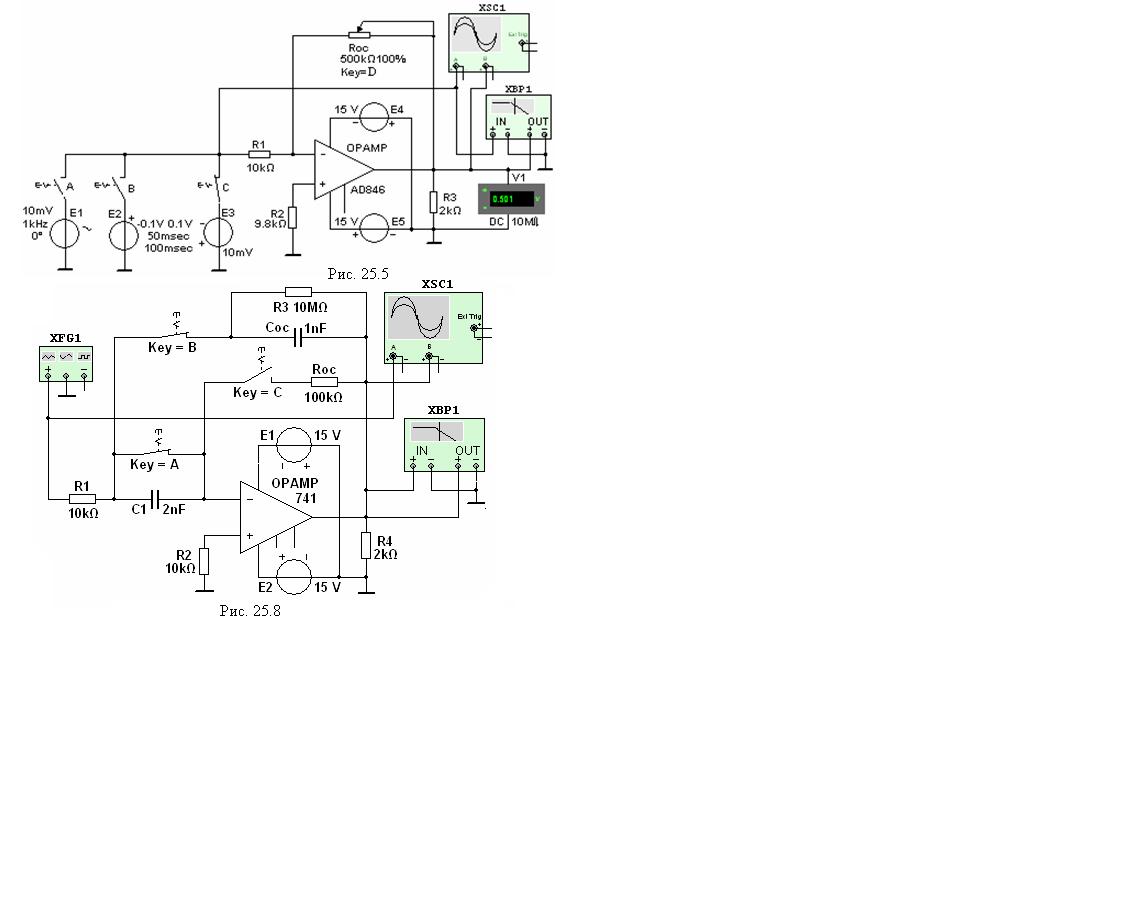 XSC1
Ext Trig
A B
Roc
500kΩ100%
Key=D
XBP1
IN OUT
15 V E4
R1
10kΩ
OPAMP
AD846
V1
0.501 V
DC 10MΩ
R3
2kΩ
A
B
C
10mV
1kHz
0°
E1
E2
-0.1V 0.1V
50msec
100msec
E3
10mV
R2
9.8kΩ
15 V E5
Рис. 25.5
XSC1
Ext Trig
A B
R3 10MΩ
Coc 1nF
Key = B
XFG1
Roc
100kΩ
Key = C
XBP1
IN OUT
E1 15 V
Key = A
OPAMP
741
R1
10kΩ
C1 2nF
R2
10kΩ
R4
2kΩ
E2 15 V
Рис. 25.8